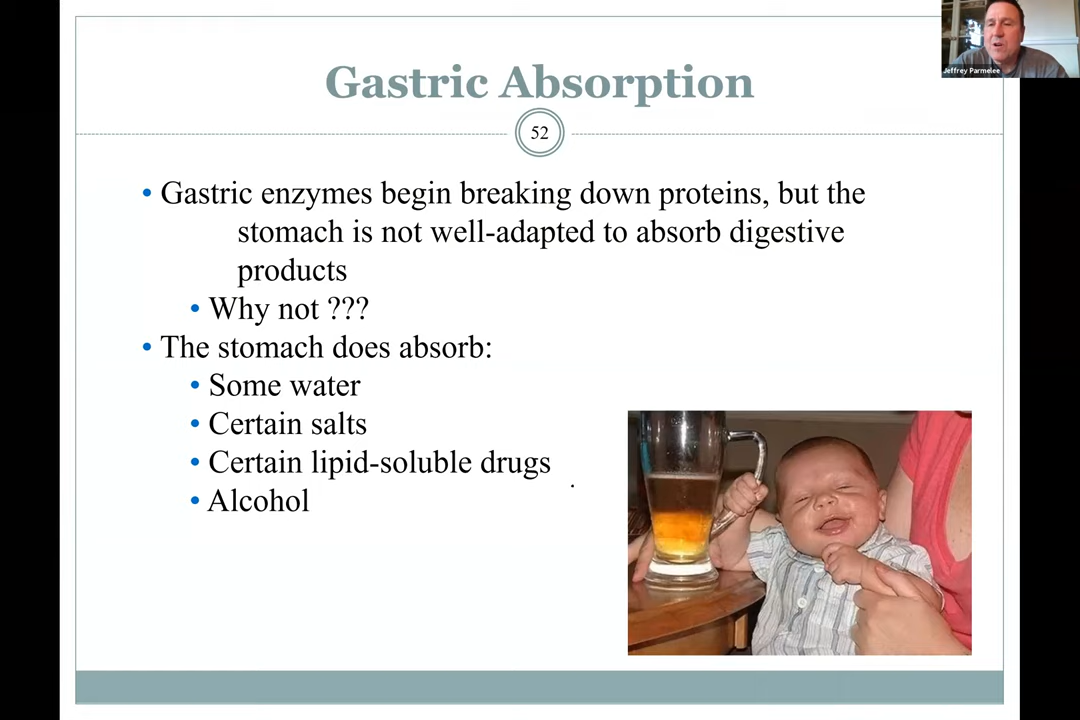 Jeffrey Parmelee
Gastric Absorption
52
• Gastric enzymes begin breaking down proteins, but the
stomach is not well-adapted to absorb digestive
products
• Why not ???
• The stomach does absorb:
• Some water
• Certain salts
• Certain lipid-soluble drugs
• Alcohol